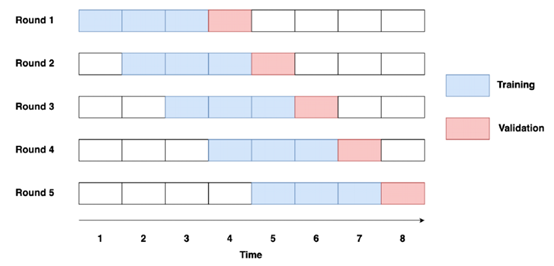 Round 1
Round 2
Round 3
Round 4
Round 5
Training
Validation
1 2 3 4 5 6 7 8
Time